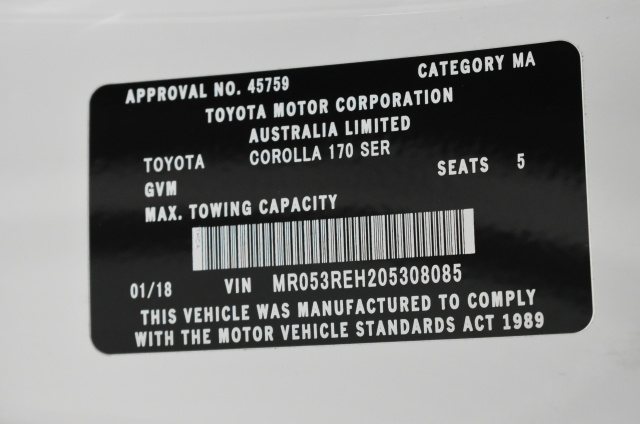 APPROVAL NO. 45759 CATEGORY MA
TOYOTA MOTOR CORPORATION
AUSTRALIA LIMITED
TOYOTA COROLLA 170 SER
GVM SEATS 5
MAX. TOWING CAPACITY
01/18 VIN MR053REH205308085
THIS VEHICLE WAS MANUFACTURED TO COMPLY
WITH THE MOTOR VEHICLE STANDARDS ACT 1989